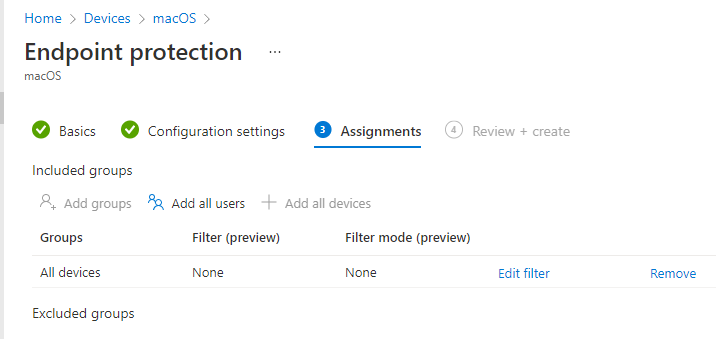 Home > Devices > macOS >
Endpoint protection ...
macOS
Basics Configuration settings 3 Assignments 4 Review + create
Included groups
Add groups Add all users Add all devices
Groups Filter (preview) Filter mode (preview)
All devices None None Edit filter Remove
Excluded groups